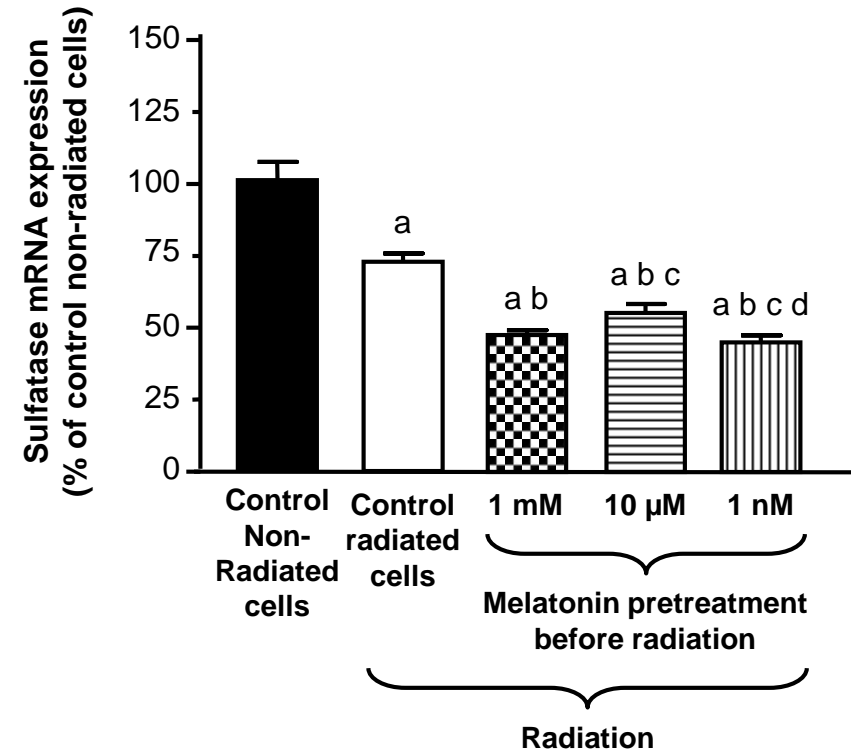 Sulfatase mRNA expression
(% of control non-radiated cells)
150
125
100
75
50
25
0
a
a b
a b c
a b c d
Control
Non-
Radiated
cells
Control
radiated
cells
1 mM
10 µM
1 nM
Melatonin pretreatment
before radiation
Radiation